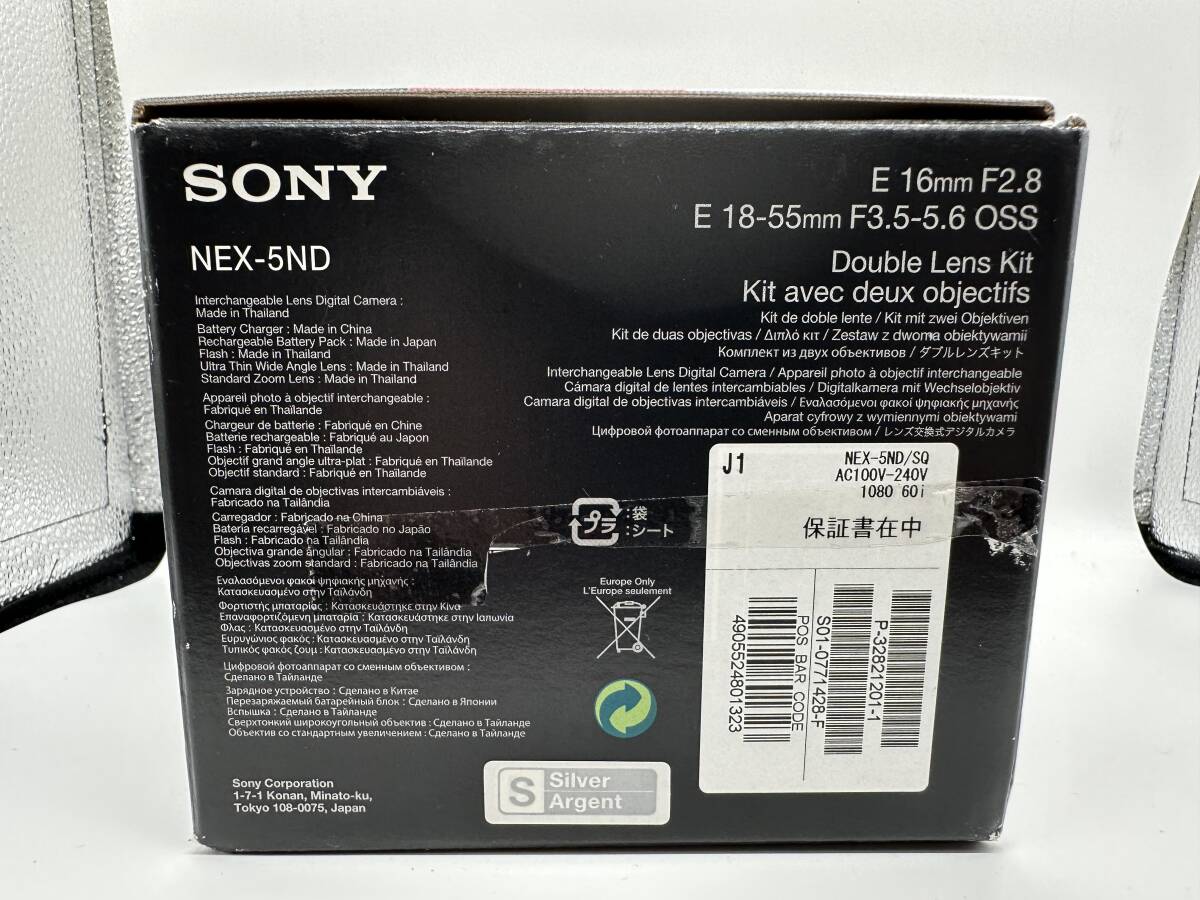 SONY
NEX-5ND
Interchangeable Lens Digital Camera :
Made in Thailand
Battery Charger : Made in China
Rechargeable Battery Pack : Made in Japan
Flash : Made in Thailand
Ultra Thin Wide Angle Lens : Made in Thailand
Standard Zoom Lens : Made in Thailand
Appareil photo à objectif interchangeable :
Fabriqué en Thaïlande
Chargeur de batterie : Fabriqué en Chine
Batterie rechargeable : Fabriqué au Japon
Flash : Fabriqué en Thaïlande
Objectif grand angle ultra-plat : Fabriqué en Thaïlande
Objectif standard : Fabriqué en Thaïlande
Camara digital de objectivas intercambiáveis :
Fabricado na Tailândia
Carregador : Fabricado na China
Bateria recarregável : Fabricado no Japão
Flash : Fabricado na Tailândia
Objectiva grande ângular : Fabricado na Tailândia
Objectivas zoom standard : Fabricado na Tailândia
Εναλασόμενοι φακοί ψηφιακής μηχανής :
Κατασκευασμένο στην Ταϊλάνδη
Φορτιστής μπαταρίας : Κατασκευάστηκε στην Κίνα
Επαναφορτιζόμενη μπαταρία : Κατασκευάστηκε στην Ιαπωνία
Φλας : Κατασκευασμένο στην Ταϊλάνδη
Ευρυγώνιος φακός : Κατασκευασμένο στην Ταϊλάνδη
Τυπικός φακός ζουμ : Κατασκευασμένο στην Ταϊλάνδη
Цифровой фотоаппарат со сменным объективом :
Сделано в Таиланде
Зарядное устройство : Сделано в Китае
Перезаряжаемый батарейный блок : Сделано в Японии
Вспышка : Сделано в Таиланде
Сверхтонкий широкоугольный объектив : Сделано в Таиланде
Объектив со стандартным увеличением : Сделано в Таиланде
Sony Corporation
1-7-1 Konan, Minato-ku,
Tokyo 108-0075, Japan
E 16mm F2.8
E 18-55mm F3.5-5.6 OSS
Double Lens Kit
Kit avec deux objectifs
Kit de doble lente / Kit mit zwei Objektiven
Kit de duas objectivas / Διπλό κιτ / Zestaw z dwoma obiektywamii
Комплект из двух объективов / ダブルレンズキット
Interchangeable Lens Digital Camera / Appareil photo à objectif interchangeable
Cámara digital de lentes intercambiables / Digitalkamera mit Wechselobjektiv
Camara digital de objectivas intercambiáveis / Εναλασόμενοι φακοί ψηφιακής μηχανής
Aparat cyfrowy z wymiennymi obiektywami
Цифровой фотоаппарат со сменным объективом / レンズ交換式デジタルカメラ
プラ
:袋
:シート
Europe Only
L'Europe seulement
S
Silver
Argent
J1
NEX-5ND/SQ
AC100V-240V
1080 60i
保証書在中
P-32821201-1
S01-0771428-F
POS BAR CODE
4905524801323